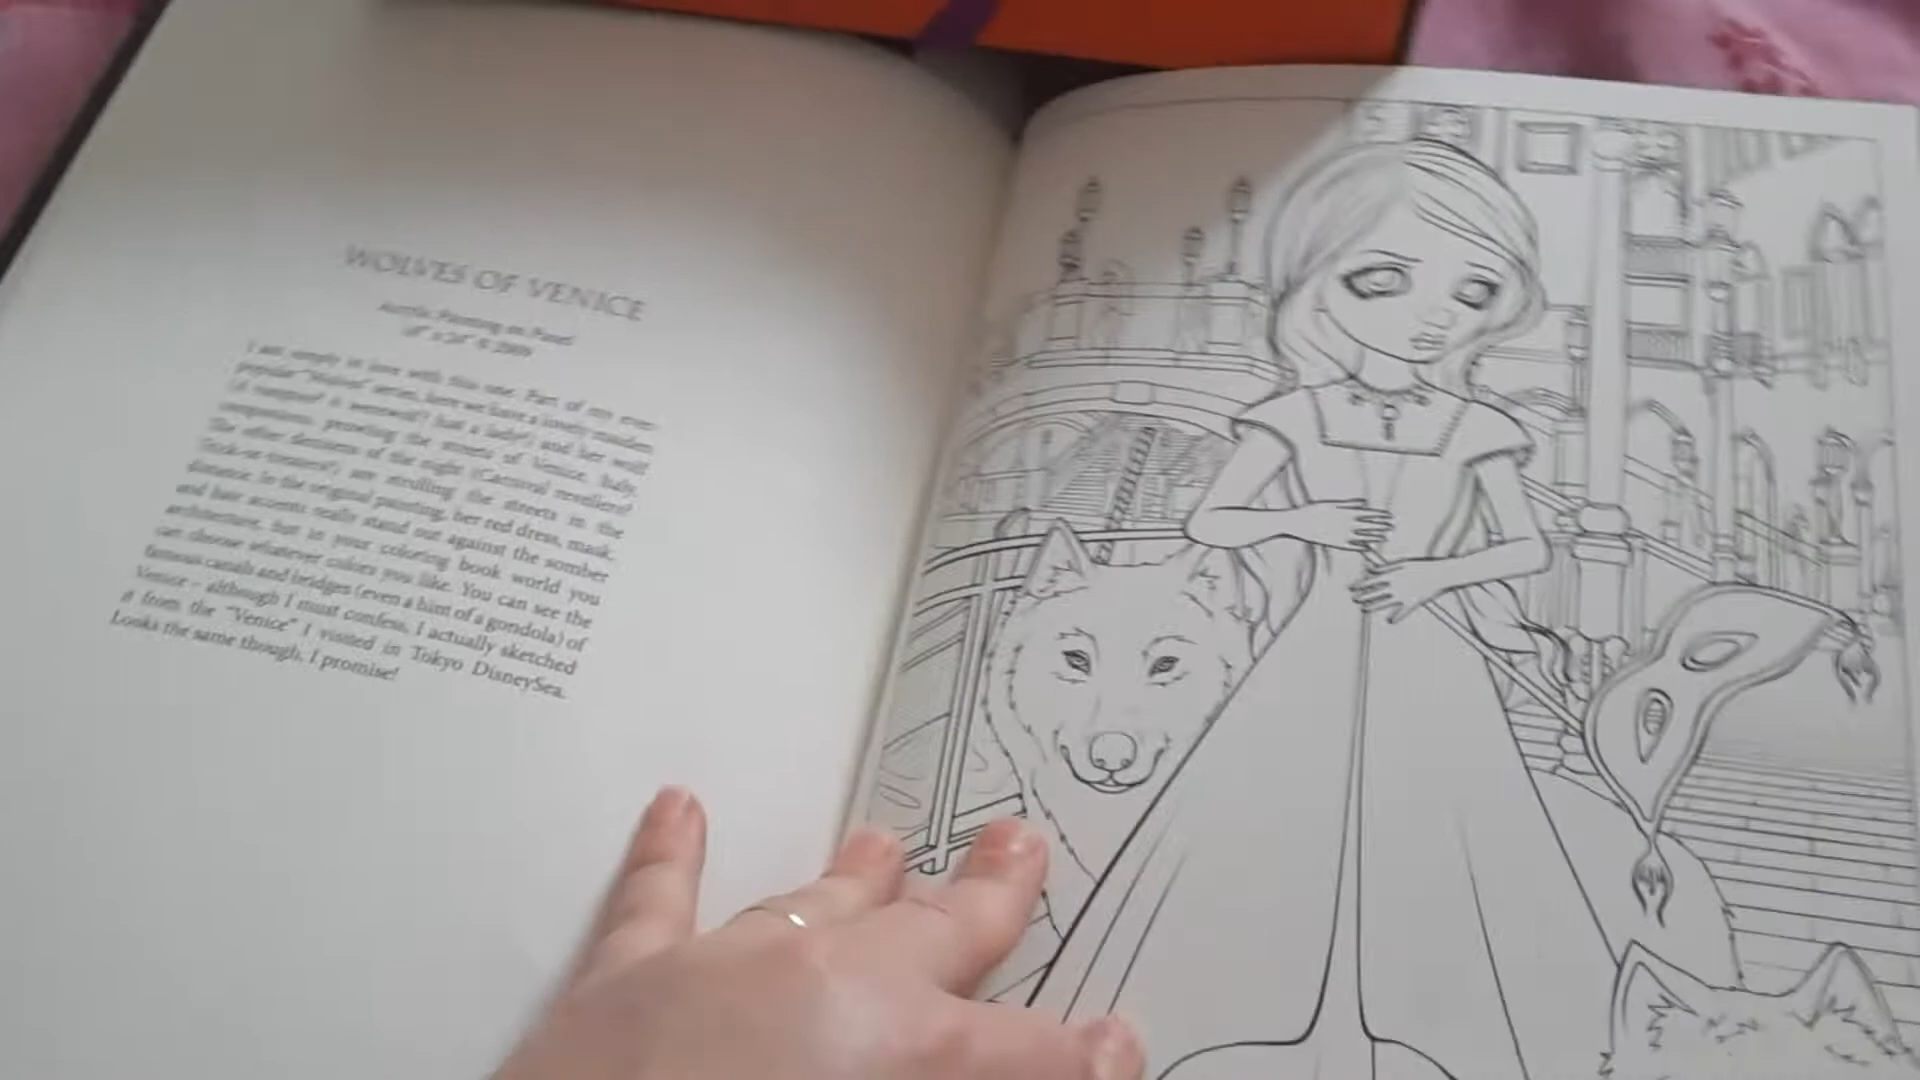 WOLVES OF VENICE
Acrylic Painting on Panel
18" x 24" © 2009
I am simply in love with this one. Part of my ever
popular "Wolves" series, here we have a lovely maiden
(A vampire? A werewolf? Just a lady?) and her wolf
companions, prowling the streets of Venice, Italy.
The other denizens of the night (Carnival revellers?
Trick-or-treaters?) are strolling the streets in the
distance. In the original painting, her red dress, mask,
and hair accents really stand out against the somber
architecture, but in your coloring book world you
can choose whatever colors you like. You can see the
famous canals and bridges (even a hint of a gondola) of
Venice – although I must confess, I actually sketched
it from the "Venice" I visited in Tokyo DisneySea.
Looks the same though, I promise!